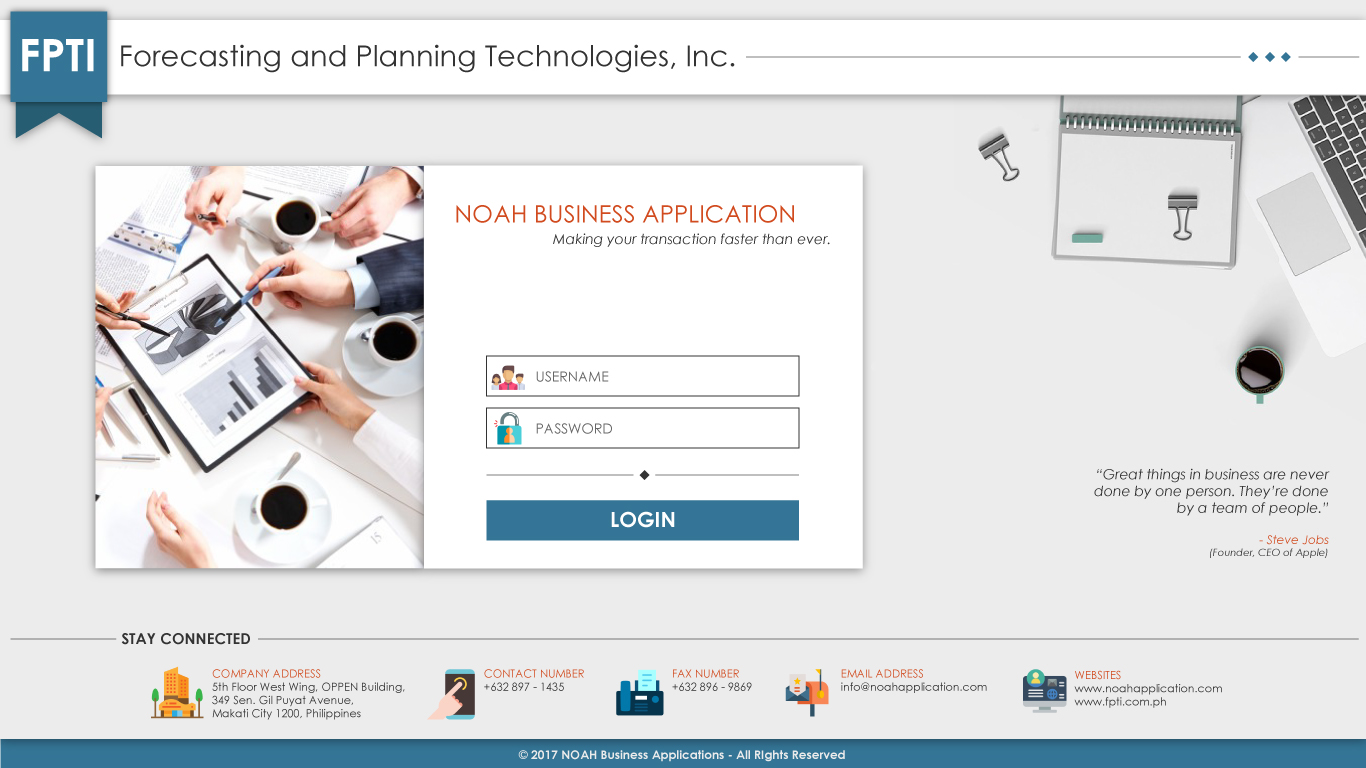 FPTI
Forecasting and Planning Technologies, Inc.
NOAH BUSINESS APPLICATION
Making your transaction faster than ever.
USERNAME
PASSWORD
LOGIN
15
“Great things in business are never
done by one person. They’re done
by a team of people.”
- Steve Jobs
(Founder, CEO of Apple)
STAY CONNECTED
COMPANY ADDRESS
5th Floor West Wing, OPPEN Building,
349 Sen. Gil Puyat Avenue,
Makati City 1200, Philippines
CONTACT NUMBER
+632 897 - 1435
FAX NUMBER
+632 896 - 9869
EMAIL ADDRESS
info@noahapplication.com
WEBSITES
www.noahapplication.com
www.fpti.com.ph
© 2017 NOAH Business Applications - All Rights Reserved